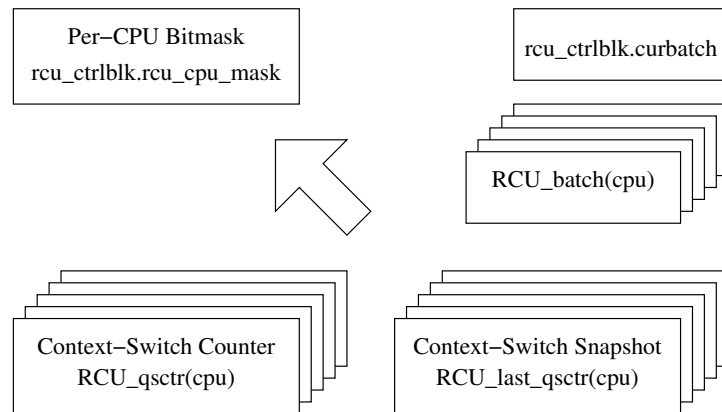 Per−CPU Bitmask
rcu_ctrlblk.rcu_cpu_mask
rcu_ctrlblk.curbatch
RCU_batch(cpu)
Context−Switch Counter
RCU_qsctr(cpu)
Context−Switch Snapshot
RCU_last_qsctr(cpu)